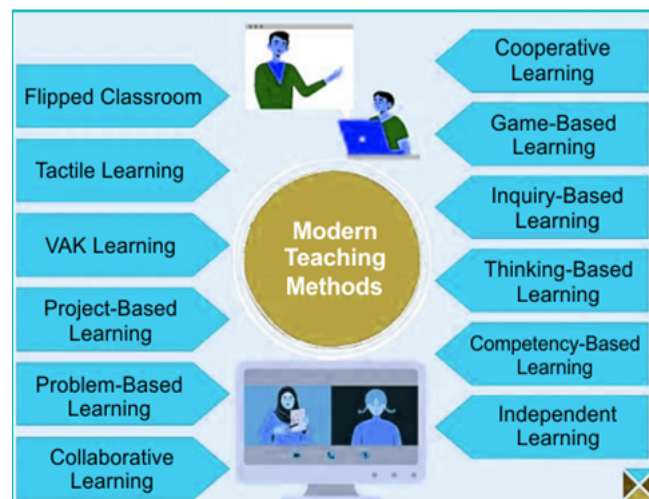 Flipped Classroom
Tactile Learning
VAK Learning
Project-Based
Learning
Problem-Based
Learning
Collaborative
Learning
Modern
Teaching
Methods
Cooperative
Learning
Game-Based
Learning
Inquiry-Based
Learning
Thinking-Based
Learning
Competency-Based
Learning
Independent
Learning